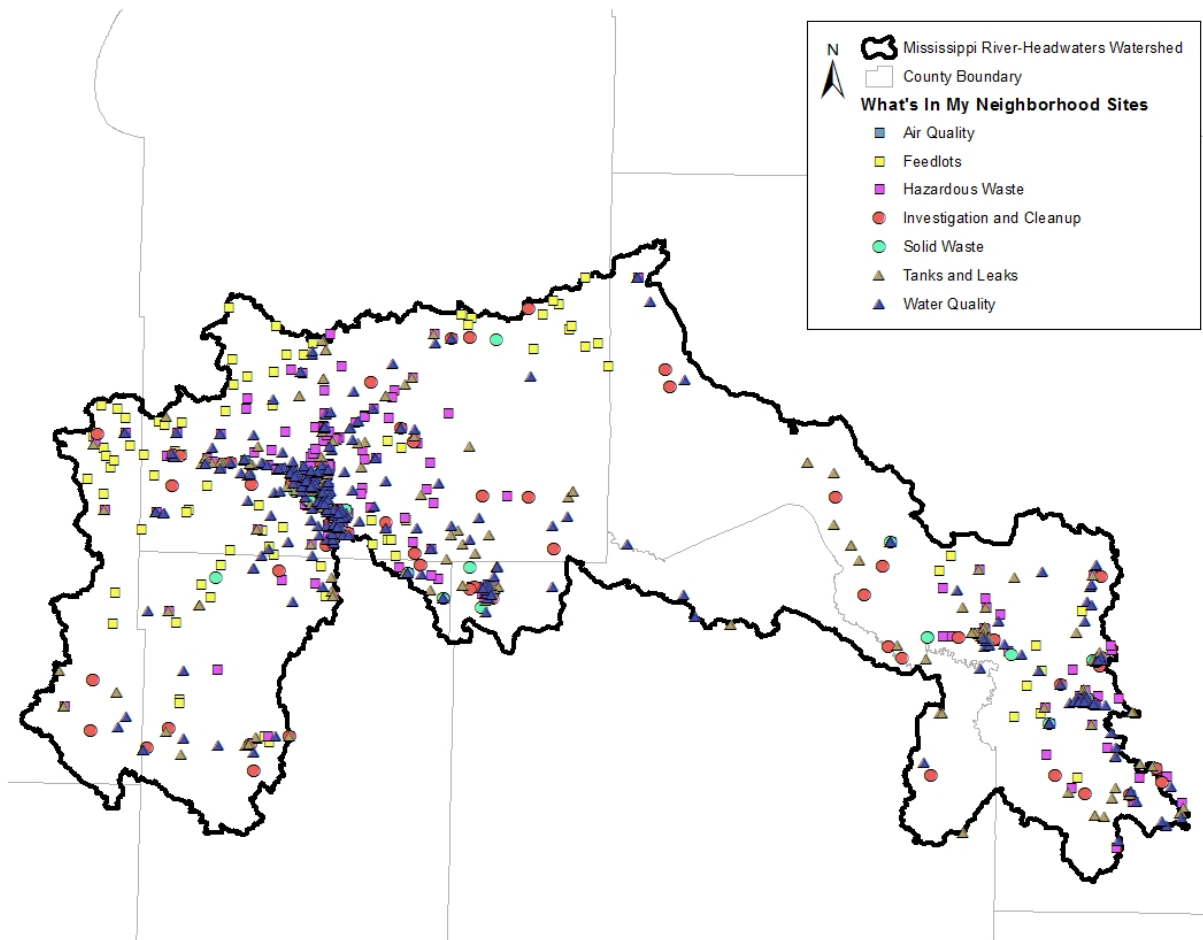 N
Mississippi River-Headwaters Watershed
County Boundary
What's In My Neighborhood Sites
Air Quality
Feedlots
Hazardous Waste
Investigation and Cleanup
Solid Waste
Tanks and Leaks
Water Quality